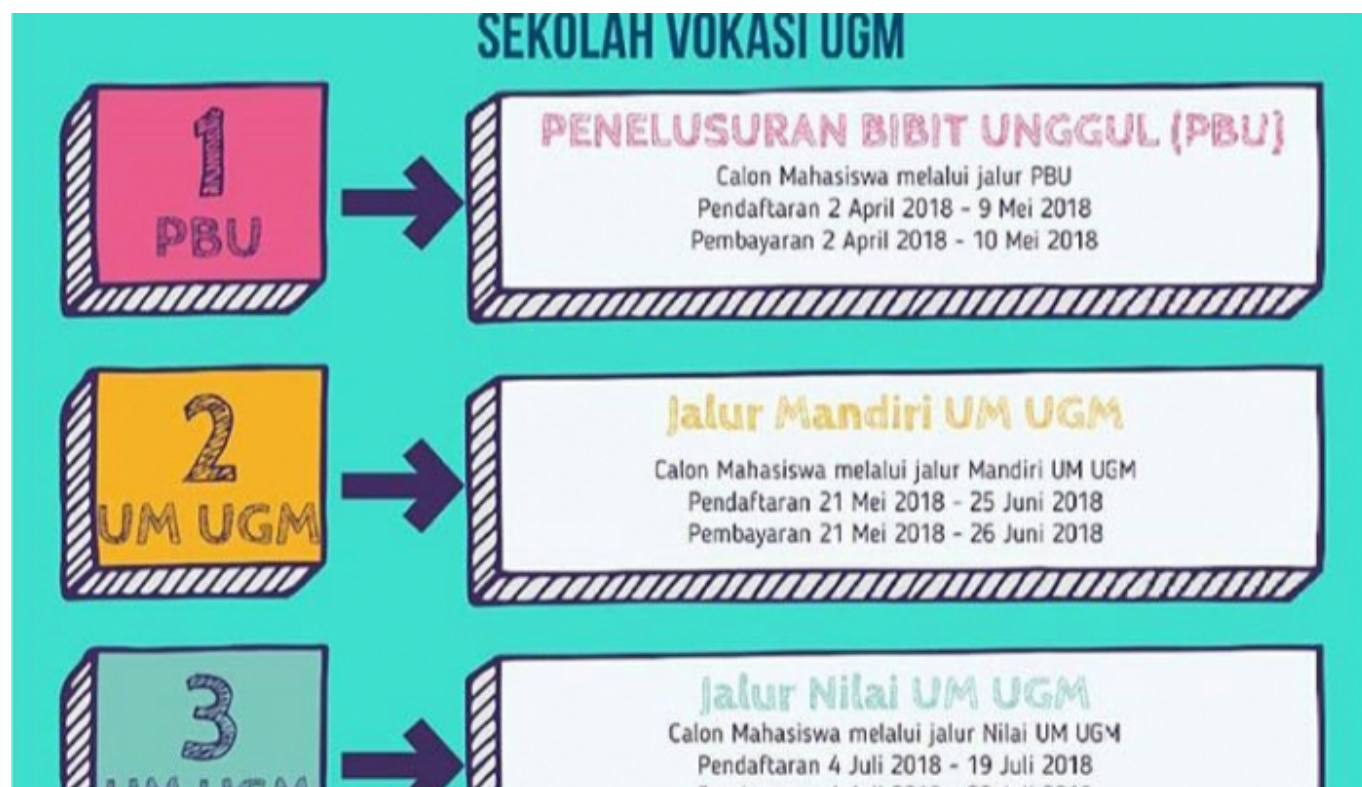 SEKOLAH VOKASI UGM
1
PBU
PENELUSURAN BIBIT UNGGUL (PBU)
Calon Mahasiswa melalui jalur PBU
Pendaftaran 2 April 2018 - 9 Mei 2018
Pembayaran 2 April 2018 - 10 Mei 2018
2
UM UGM
Jalur Mandiri UM UGM
Calon Mahasiswa melalui jalur Mandiri UM UGM
Pendaftaran 21 Mei 2018 - 25 Juni 2018
Pembayaran 21 Mei 2018 - 26 Juni 2018
3
UM UGM
Jalur Nilai UM UGM
Calon Mahasiswa melalui jalur Nilai UM UGM
Pendaftaran 4 Juli 2018 - 19 Juli 2018